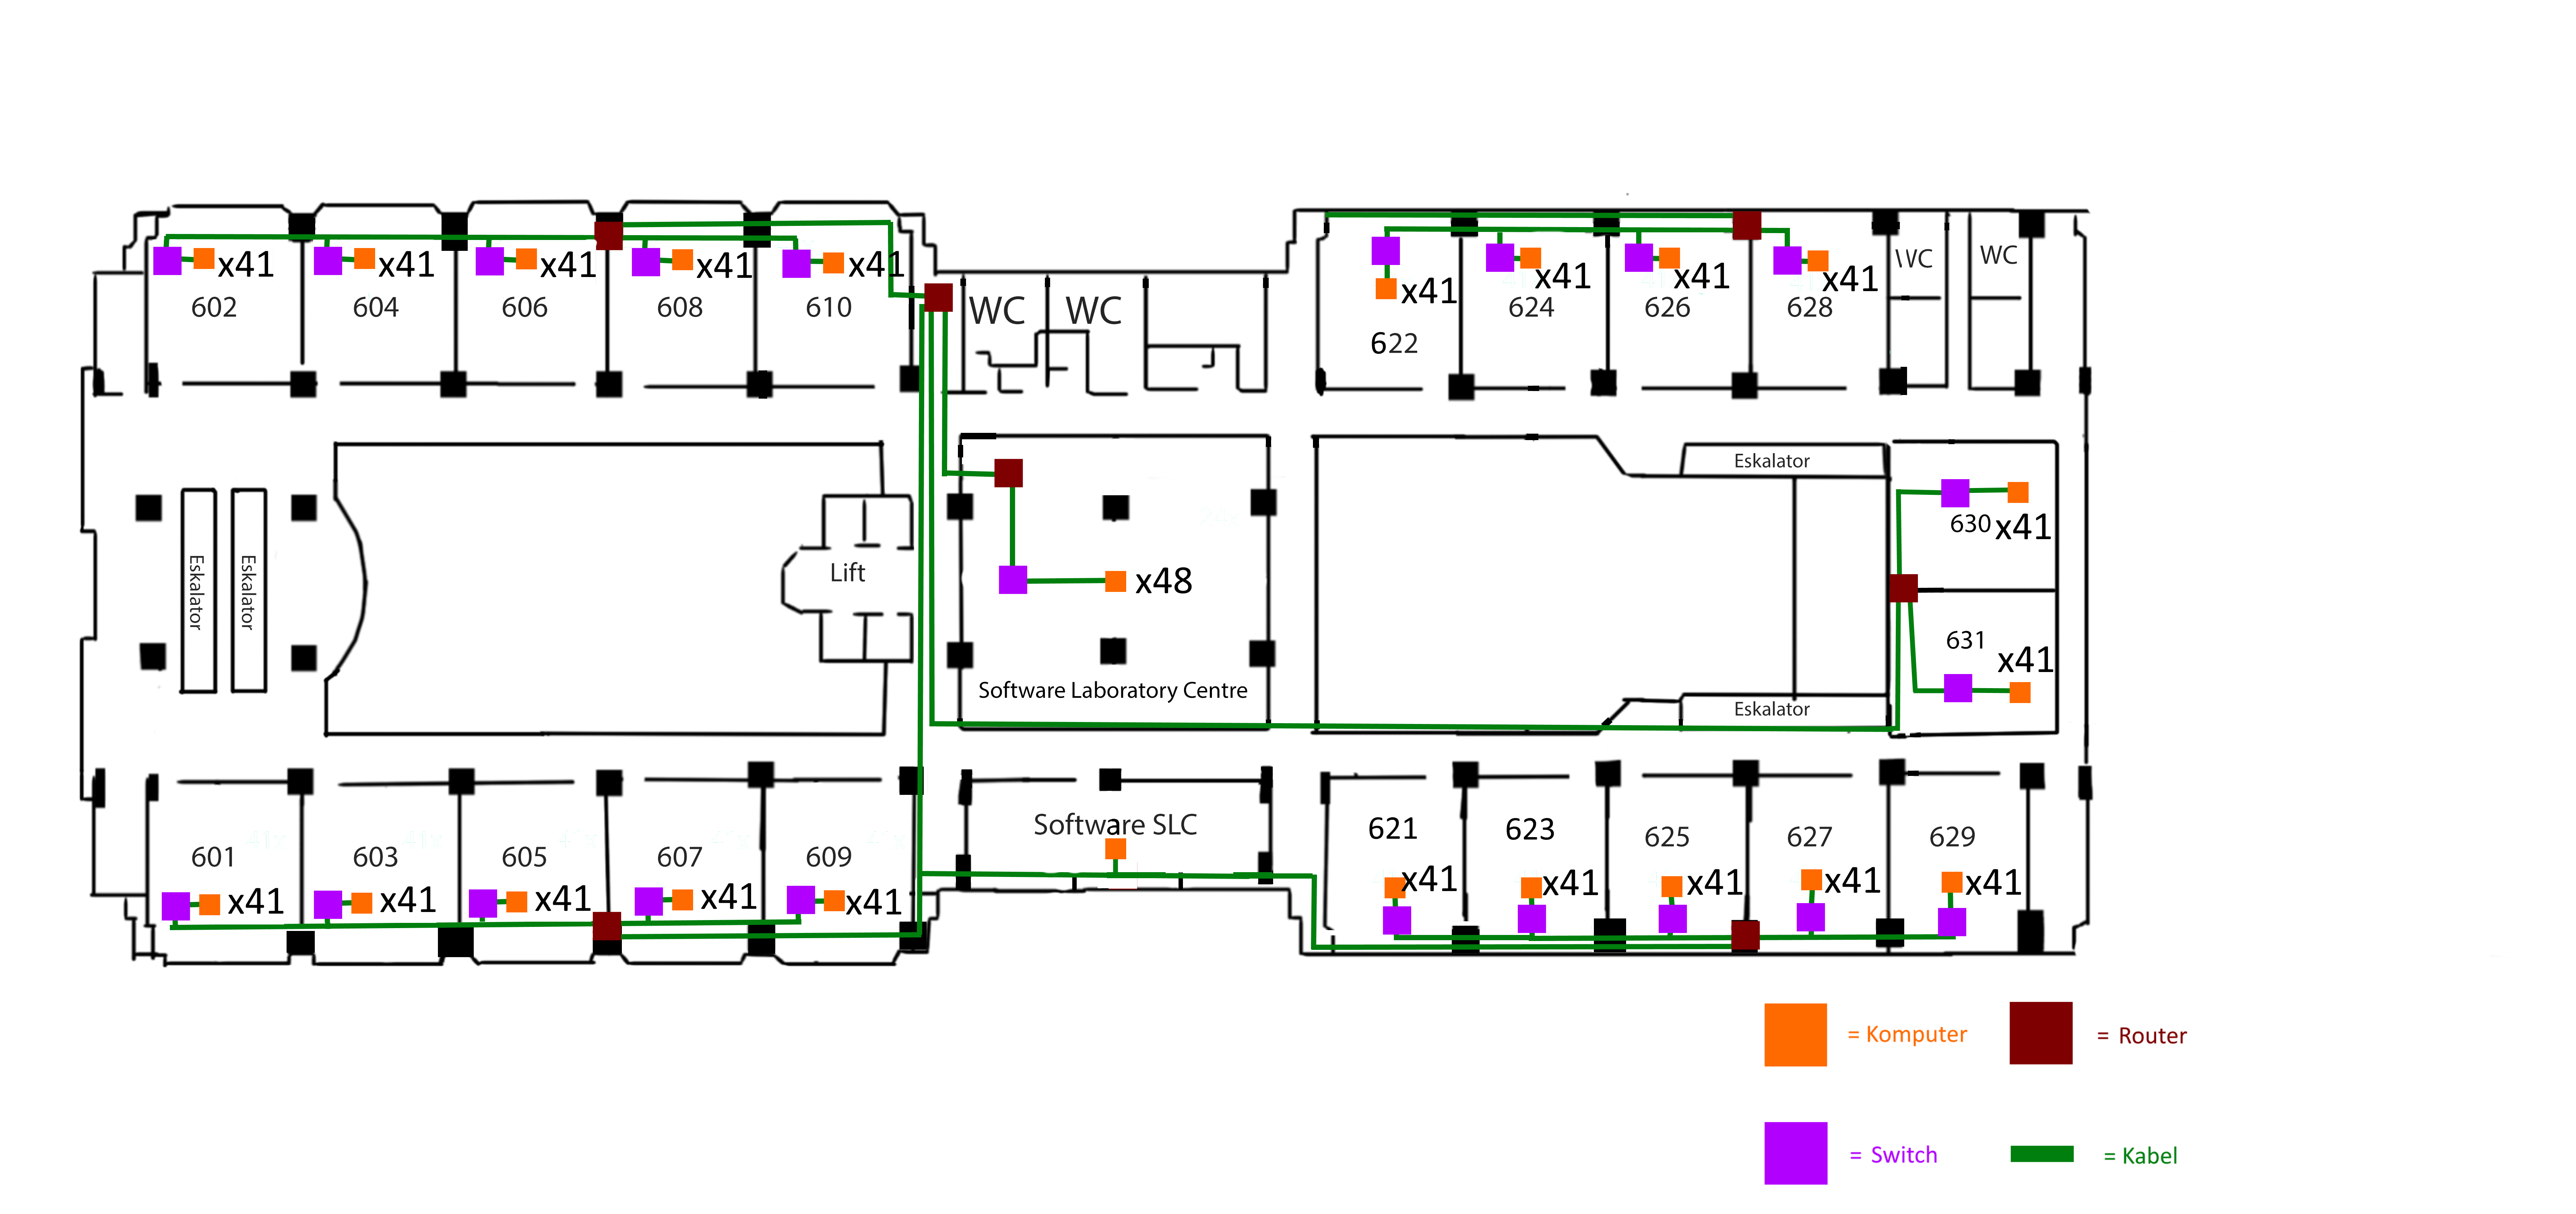 x41 x41 x41 x41 x41
602 604 606 608 610
WC WC
x41 x41 x41 x41
622 624 626 628
WC WC
Eskalator
630 x41
Eskalator Eskalator
Lift
x48
631
x41
Software Laboratory Centre
Eskalator
Software SLC
601 603 605 607 609
x41 x41 x41 x41 x41
621 623 625 627 629
x41 x41 x41 x41 x41
= Komputer
= Router
= Switch
= Kabel